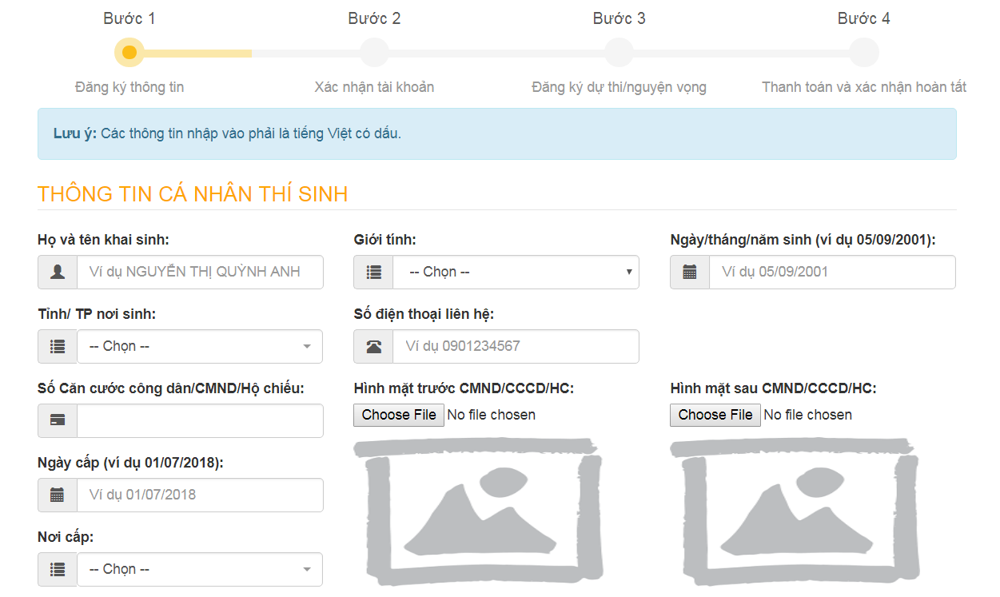 Bước 1 Bước 2 Bước 3 Bước 4
Đăng ký thông tin Xác nhận tài khoản Đăng ký dự thi/nguyện vọng Thanh toán và xác nhận hoàn tất
Lưu ý: Các thông tin nhập vào phải là tiếng Việt có dấu.
THÔNG TIN CÁ NHÂN THÍ SINH
Họ và tên khai sinh: Giới tính: Ngày/tháng/năm sinh (ví dụ 05/09/2001):
Ví dụ NGUYỄN THỊ QUỲNH ANH -- Chọn -- Ví dụ 05/09/2001
Tỉnh/ TP nơi sinh: Số điện thoại liên hệ:
-- Chọn -- Ví dụ 0901234567
Số Căn cước công dân/CMND/Hộ chiếu: Hình mặt trước CMND/CCCD/HC: Hình mặt sau CMND/CCCD/HC:
Choose File No file chosen Choose File No file chosen
Ngày cấp (ví dụ 01/07/2018):
Ví dụ 01/07/2018
Nơi cấp:
-- Chọn --